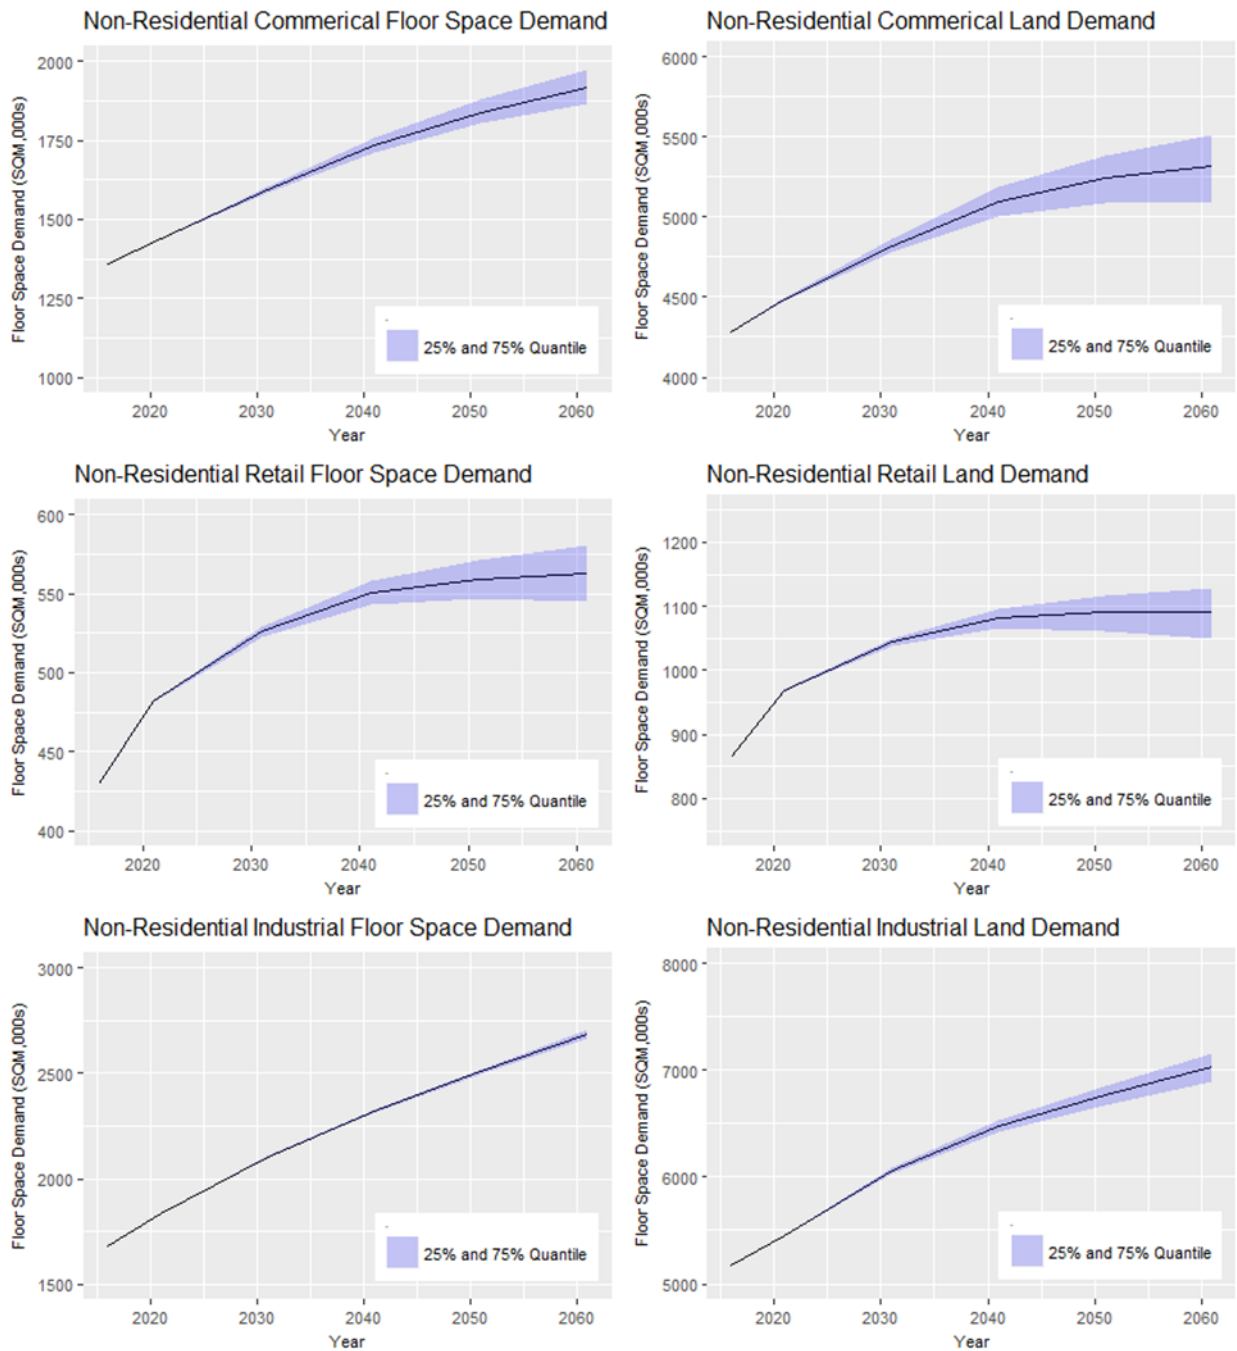 Non-Residential Commerical Floor Space Demand
Floor Space Demand (SQM,000s)
2000
1750
1500
1250
1000
-
25% and 75% Quantile
2020 2030 2040 2050 2060
Year
Non-Residential Commerical Land Demand
Floor Space Demand (SQM,000s)
6000
5500
5000
4500
4000
-
25% and 75% Quantile
2020 2030 2040 2050 2060
Year
Non-Residential Retail Floor Space Demand
Floor Space Demand (SQM,000s)
600
550
500
450
400
-
25% and 75% Quantile
2020 2030 2040 2050 2060
Year
Non-Residential Retail Land Demand
Floor Space Demand (SQM,000s)
1200
1100
1000
900
800
-
25% and 75% Quantile
2020 2030 2040 2050 2060
Year
Non-Residential Industrial Floor Space Demand
Floor Space Demand (SQM,000s)
3000
2500
2000
1500
-
25% and 75% Quantile
2020 2030 2040 2050 2060
Year
Non-Residential Industrial Land Demand
Floor Space Demand (SQM,000s)
8000
7000
6000
5000
-
25% and 75% Quantile
2020 2030 2040 2050 2060
Year